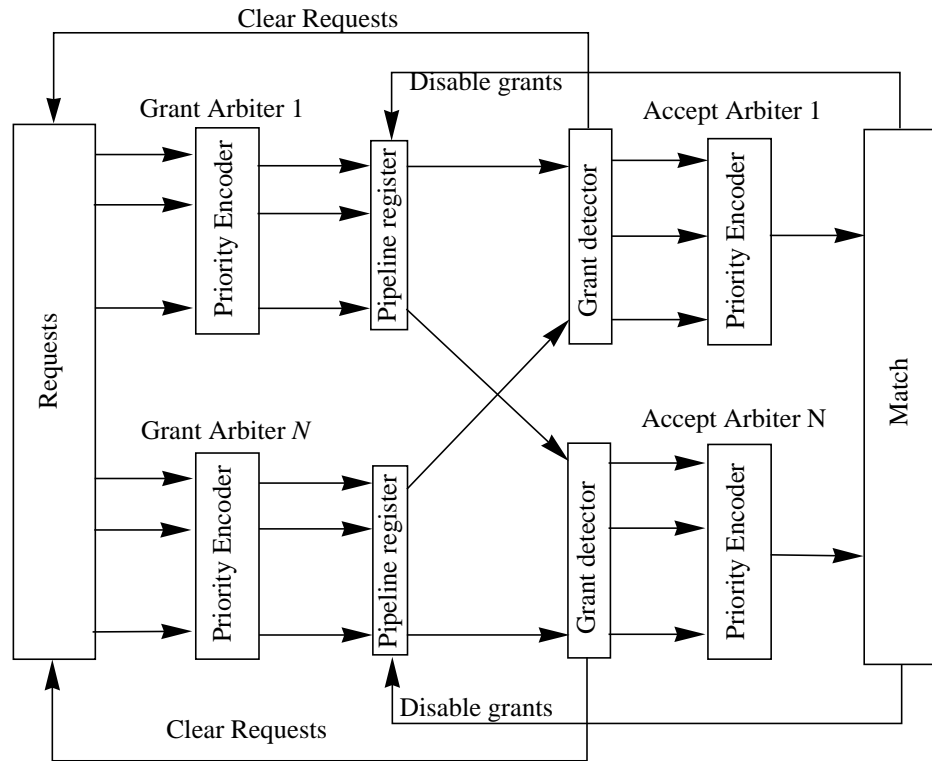 Clear Requests
Disable grants
Grant Arbiter 1
Accept Arbiter 1
Requests
Priority Encoder
Pipeline register
Grant detector
Priority Encoder
Match
Grant Arbiter N
Accept Arbiter N
Priority Encoder
Pipeline register
Grant detector
Priority Encoder
Disable grants
Clear Requests